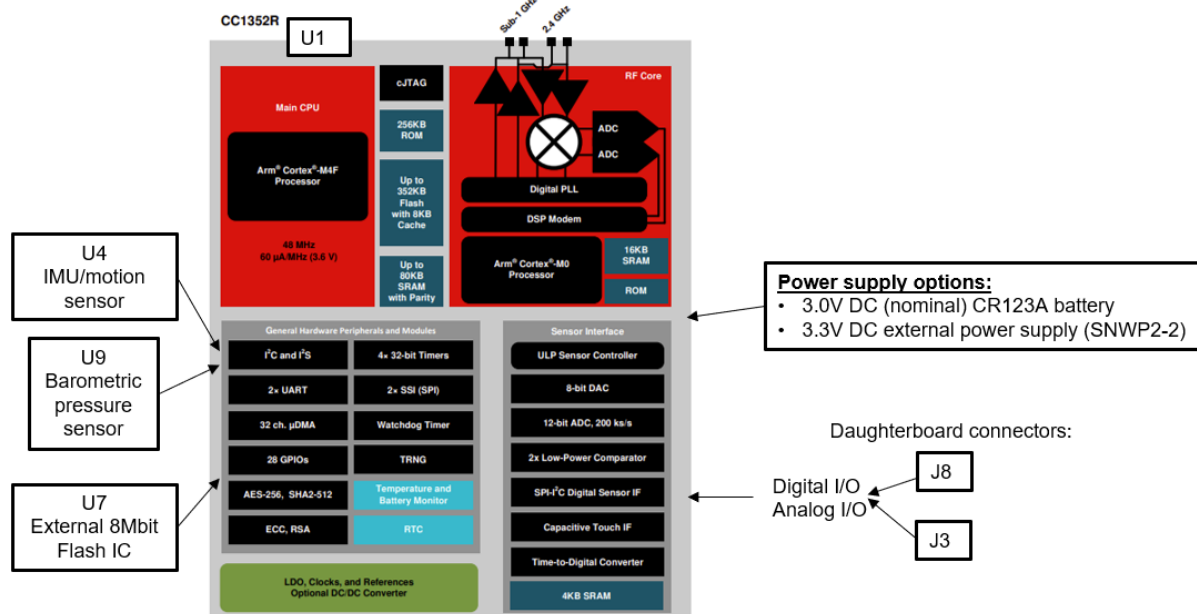 CC1352R
U1
Sub-1 GHz
2.4 GHz
Main CPU
Arm® Cortex®-M4F
Processor
48 MHz
60 µA/MHz (3.6 V)
cJTAG
256KB
ROM
Up to
352KB
Flash
with 8KB
Cache
Up to
80KB
SRAM
with Parity
RF Core
ADC
ADC
Digital PLL
DSP Modem
Arm® Cortex®-M0
Processor
16KB
SRAM
ROM
U4
IMU/motion
sensor
U9
Barometric
pressure
sensor
U7
External 8Mbit
Flash IC
General Hardware Peripherals and Modules
I²C and I²S
4× 32-bit Timers
2× UART
2× SSI (SPI)
32 ch. µDMA
Watchdog Timer
28 GPIOs
TRNG
AES-256, SHA2-512
Temperature and
Battery Monitor
ECC, RSA
RTC
LDO, Clocks, and References
Optional DC/DC Converter
Sensor Interface
ULP Sensor Controller
8-bit DAC
12-bit ADC, 200 ks/s
2x Low-Power Comparator
SPI-I²C Digital Sensor IF
Capacitive Touch IF
Time-to-Digital Converter
4KB SRAM
Power supply options:
• 3.0V DC (nominal) CR123A battery
• 3.3V DC external power supply (SNWP2-2)
Daughterboard connectors:
Digital I/O
Analog I/O
J8
J3